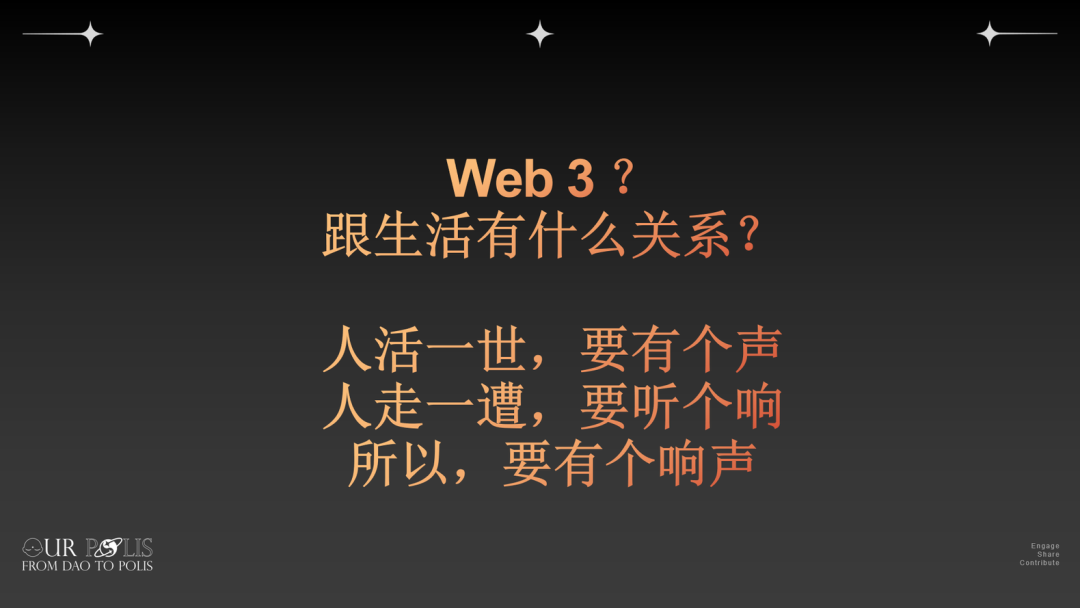 Web 3 ？
跟生活有什么关系？
人活一世，要有个声
人走一遭，要听个响
所以，要有个响声
OUR POLIS
FROM DAO TO POLIS
Engage
Share
Contribute